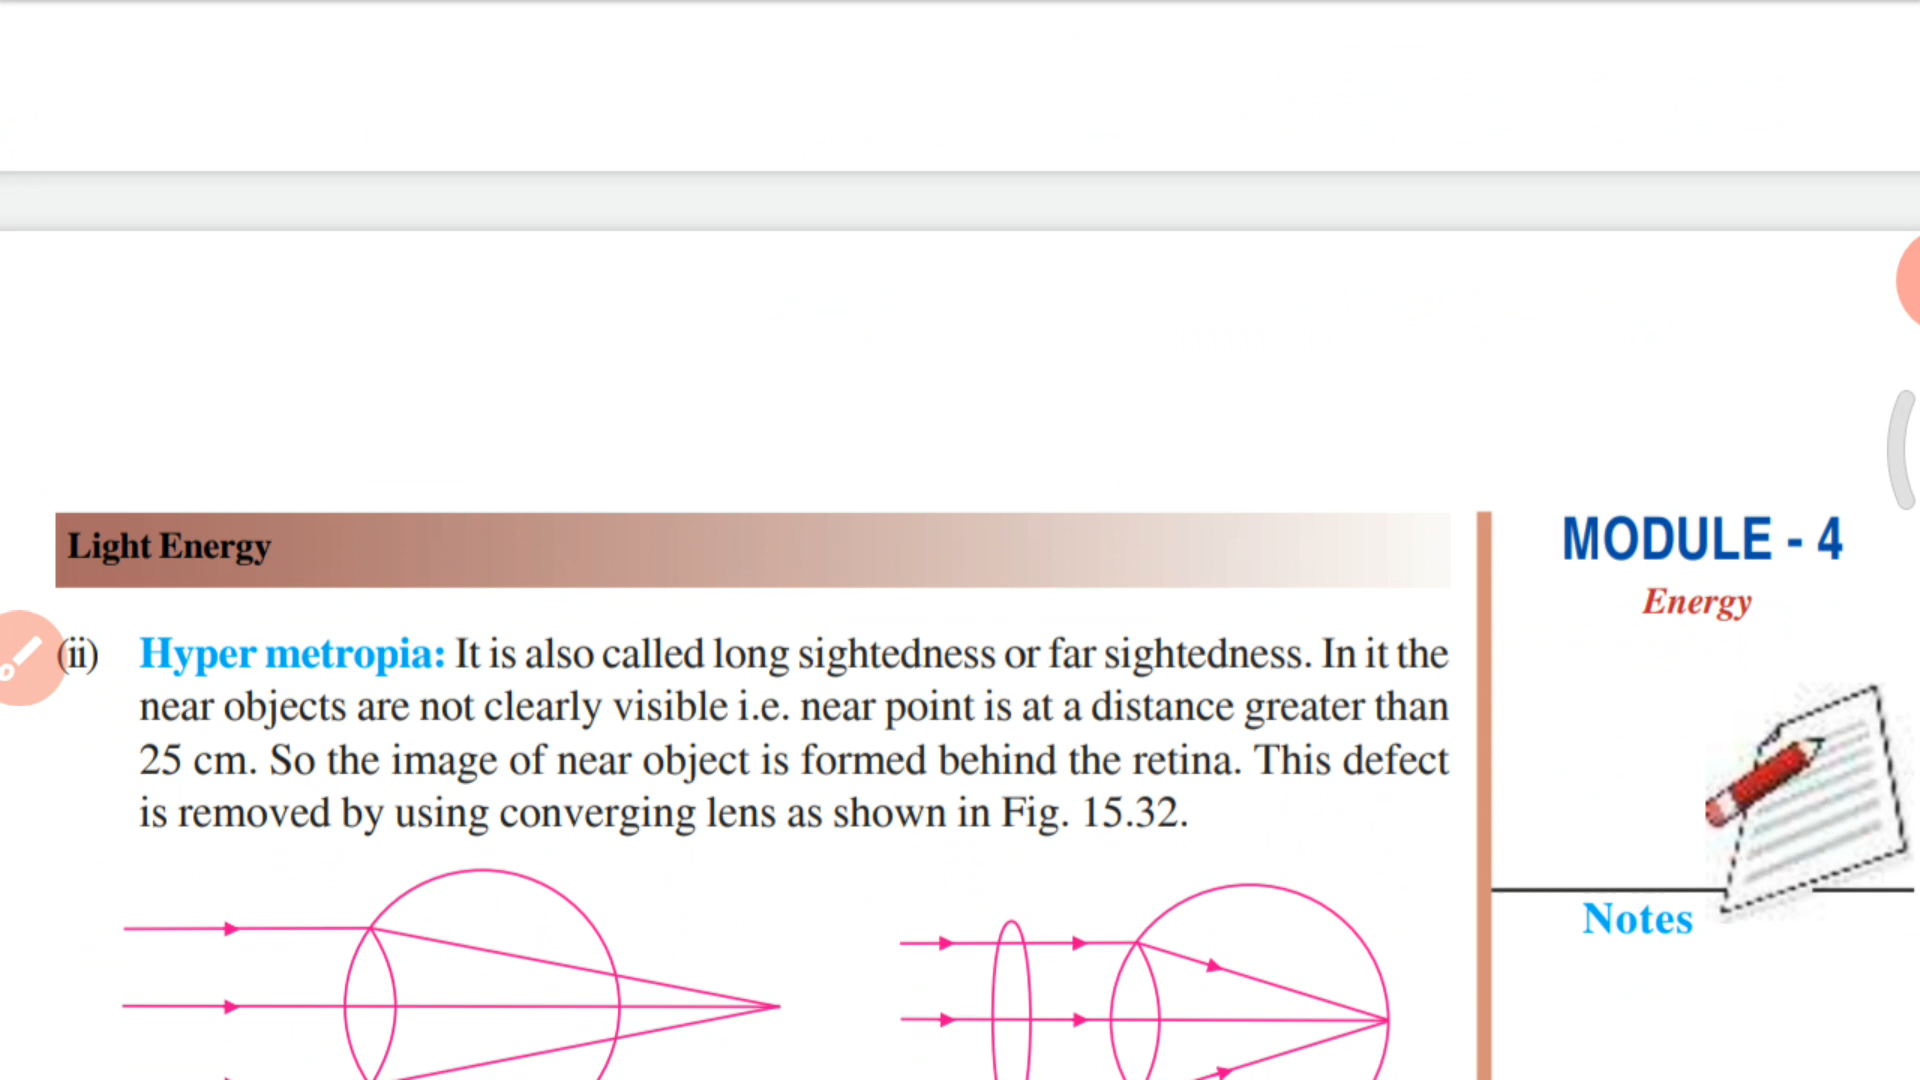 Light Energy
MODULE - 4
Energy
(ii) Hyper metropia: It is also called long sightedness or far sightedness. In it the
near objects are not clearly visible i.e. near point is at a distance greater than
25 cm. So the image of near object is formed behind the retina. This defect
is removed by using converging lens as shown in Fig. 15.32.
Notes